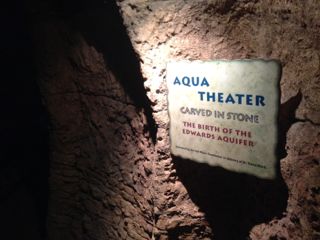 AQUA
THEATER
CARVED IN STONE
THE BIRTH OF THE
EDWARDS AQUIFER